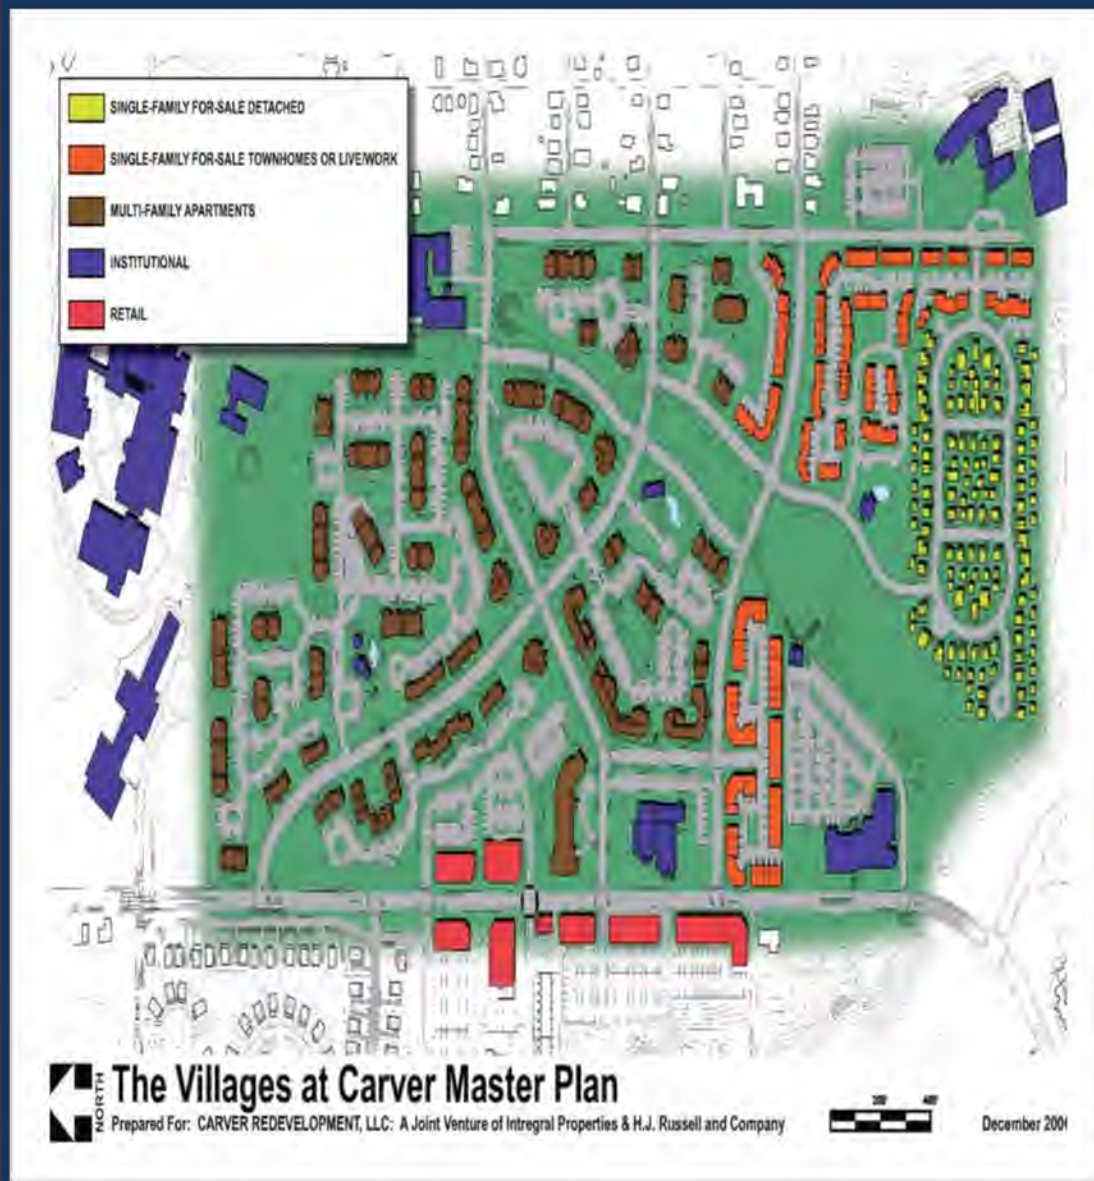 SINGLE-FAMILY FOR-SALE DETACHED
SINGLE-FAMILY FOR-SALE TOWNHOMES OR LIVE/WORK
MULTI-FAMILY APARTMENTS
INSTITUTIONAL
RETAIL
NORTH
The Villages at Carver Master Plan
Prepared For: CARVER REDEVELOPMENT, LLC: A Joint Venture of Intregral Properties & H.J. Russell and Company
400
December